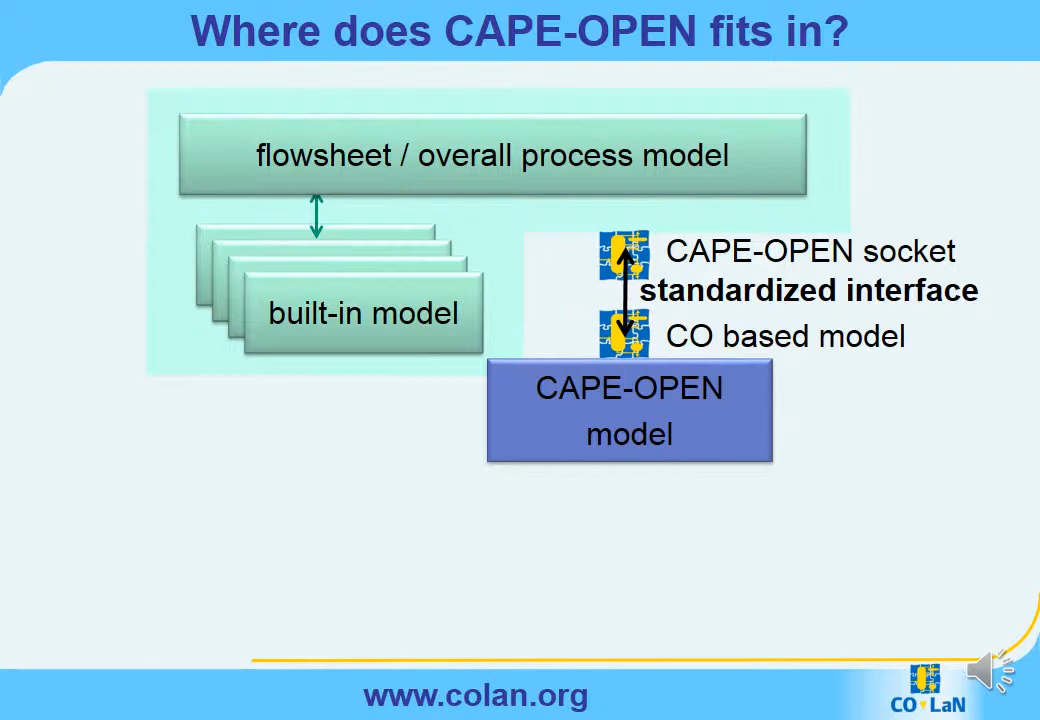 Where does CAPE-OPEN fits in?
flowsheet / overall process model
built-in model
CAPE-OPEN socket
standardized interface
CO based model
CAPE-OPEN
model
www.colan.org
CO LaN